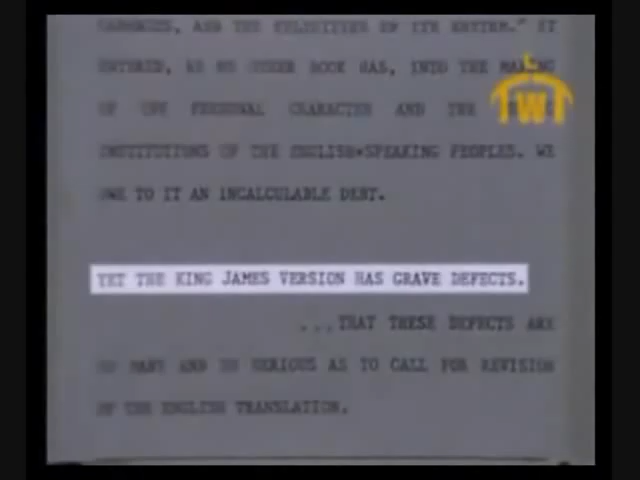 HARMONIES, AND THE FELICITIES OF ITS RHYTHM." IT
ENTERED, AS NO OTHER BOOK HAS, INTO THE MAKING
OF THE PERSONAL CHARACTER AND THE
INSTITUTIONS OF THE ENGLISH*SPEAKING PEOPLES. WE
OWE TO IT AN INCALCULABLE DEBT.
YET THE KING JAMES VERSION HAS GRAVE DEFECTS.
...THAT THESE DEFECTS ARE
SO MANY AND SO SERIOUS AS TO CALL FOR REVISION
OF THE ENGLISH TRANSLATION.
W